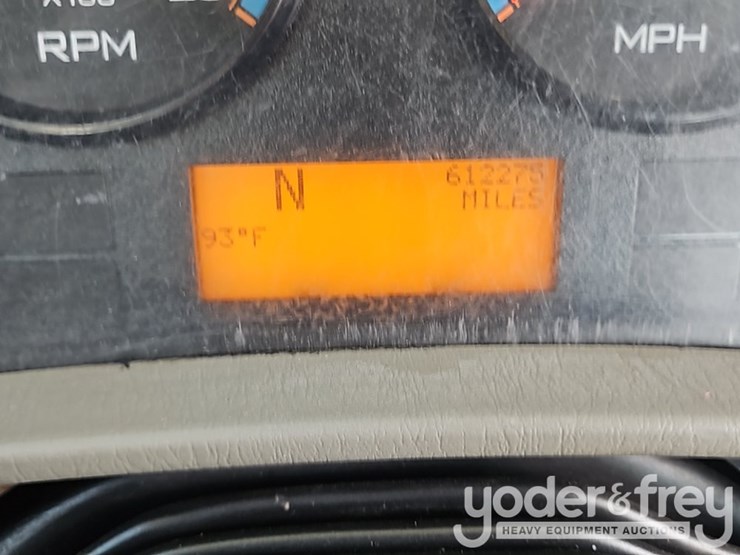 RPM
MPH
N
612275
MILES
93°F
yoder&frey
HEAVY EQUIPMENT AUCTIONS